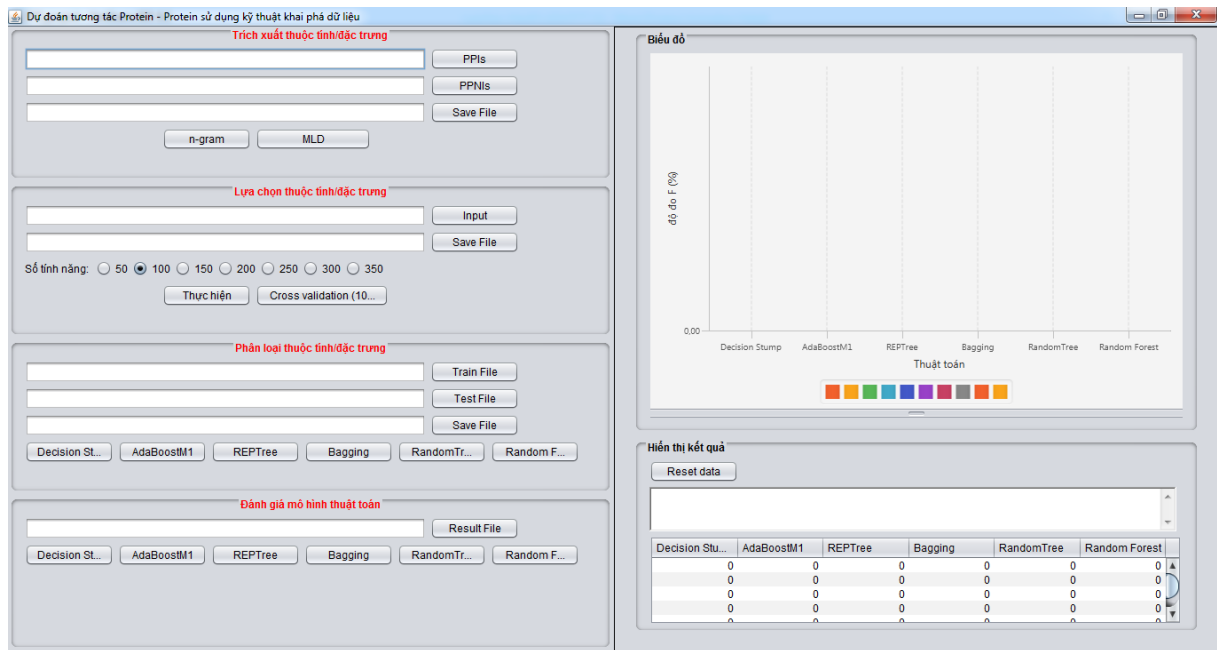 Dự đoán tương tác Protein - Protein sử dụng kỹ thuật khai phá dữ liệu
Trích xuất thuộc tính/đặc trưng
PPIs
PPNIs
Save File
n-gram MLD
Lựa chọn thuộc tính/đặc trưng
Input
Save File
Số tính năng: 50 100 150 200 250 300 350
Thực hiện Cross validation (10...
Phân loại thuộc tính/đặc trưng
Train File
Test File
Save File
Decision St... AdaBoostM1 REPTree Bagging RandomTr... Random F...
Đánh giá mô hình thuật toán
Result File
Decision St... AdaBoostM1 REPTree Bagging RandomTr... Random F...
Biểu đồ
độ đo F (%)
0,00
Decision Stump AdaBoostM1 REPTree Bagging RandomTree Random Forest
Thuật toán
Hiển thị kết quả
Reset data
Decision Stu... AdaBoostM1 REPTree Bagging RandomTree Random Forest
0 0 0 0 0 0
0 0 0 0 0 0
0 0 0 0 0 0
0 0 0 0 0 0
0 0 0 0 0 0